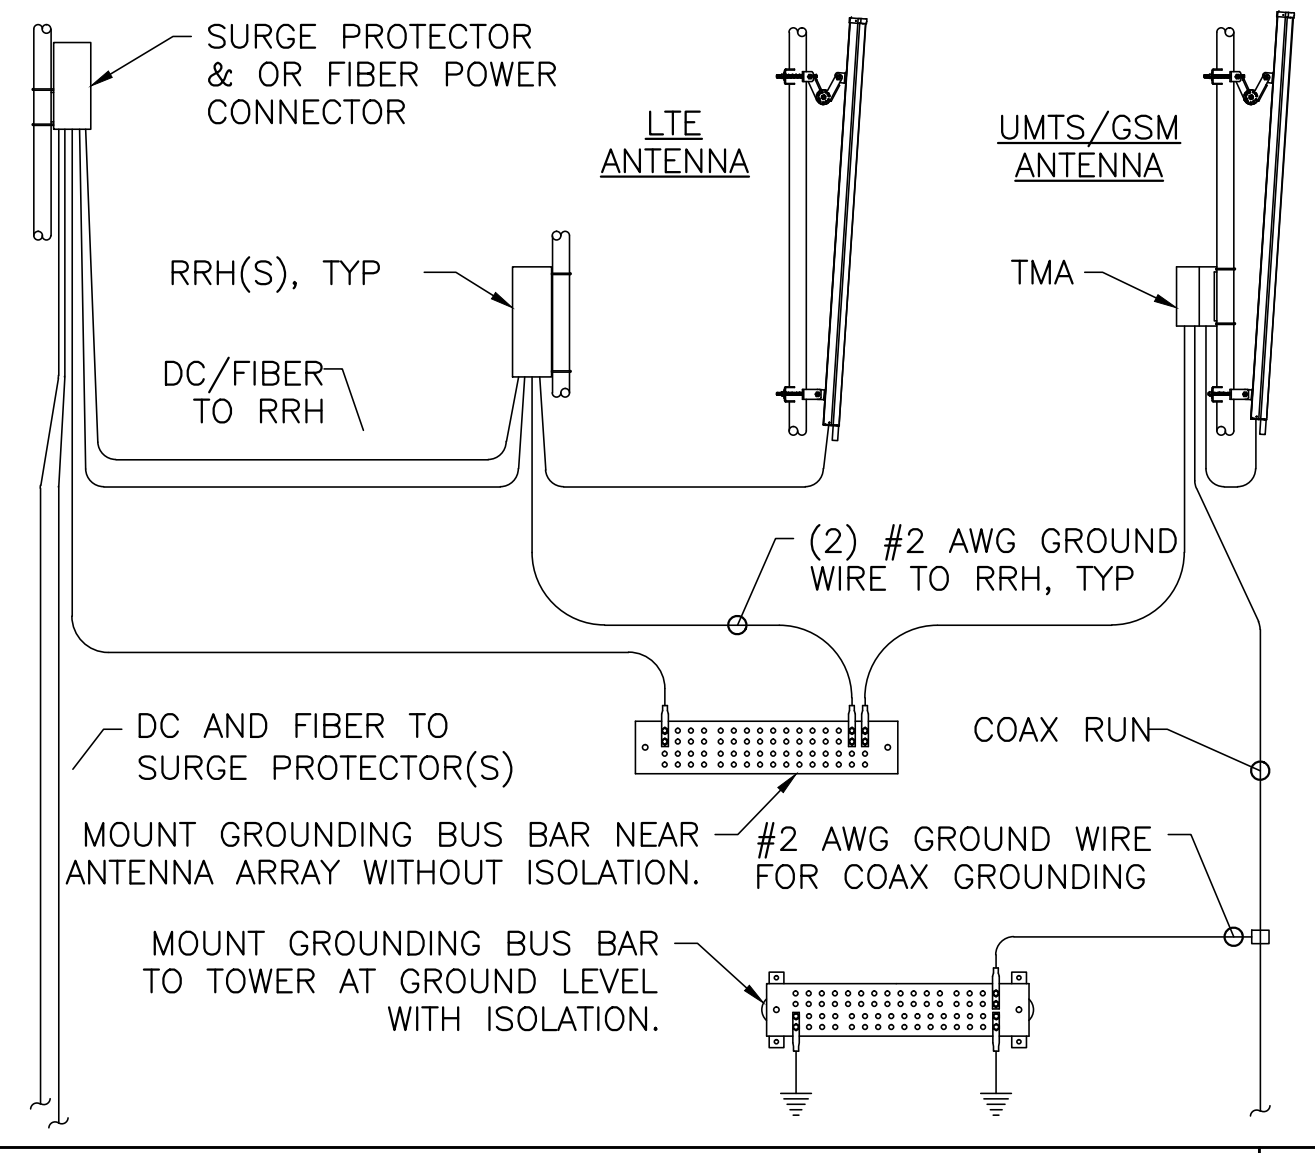 SURGE PROTECTOR
& OR FIBER POWER
CONNECTOR
LTE
ANTENNA
UMTS/GSM
ANTENNA
RRH(S), TYP
TMA
DC/FIBER
TO RRH
(2) #2 AWG GROUND
WIRE TO RRH, TYP
DC AND FIBER TO
SURGE PROTECTOR(S)
COAX RUN
MOUNT GROUNDING BUS BAR NEAR
ANTENNA ARRAY WITHOUT ISOLATION.
#2 AWG GROUND WIRE
FOR COAX GROUNDING
MOUNT GROUNDING BUS BAR
TO TOWER AT GROUND LEVEL
WITH ISOLATION.